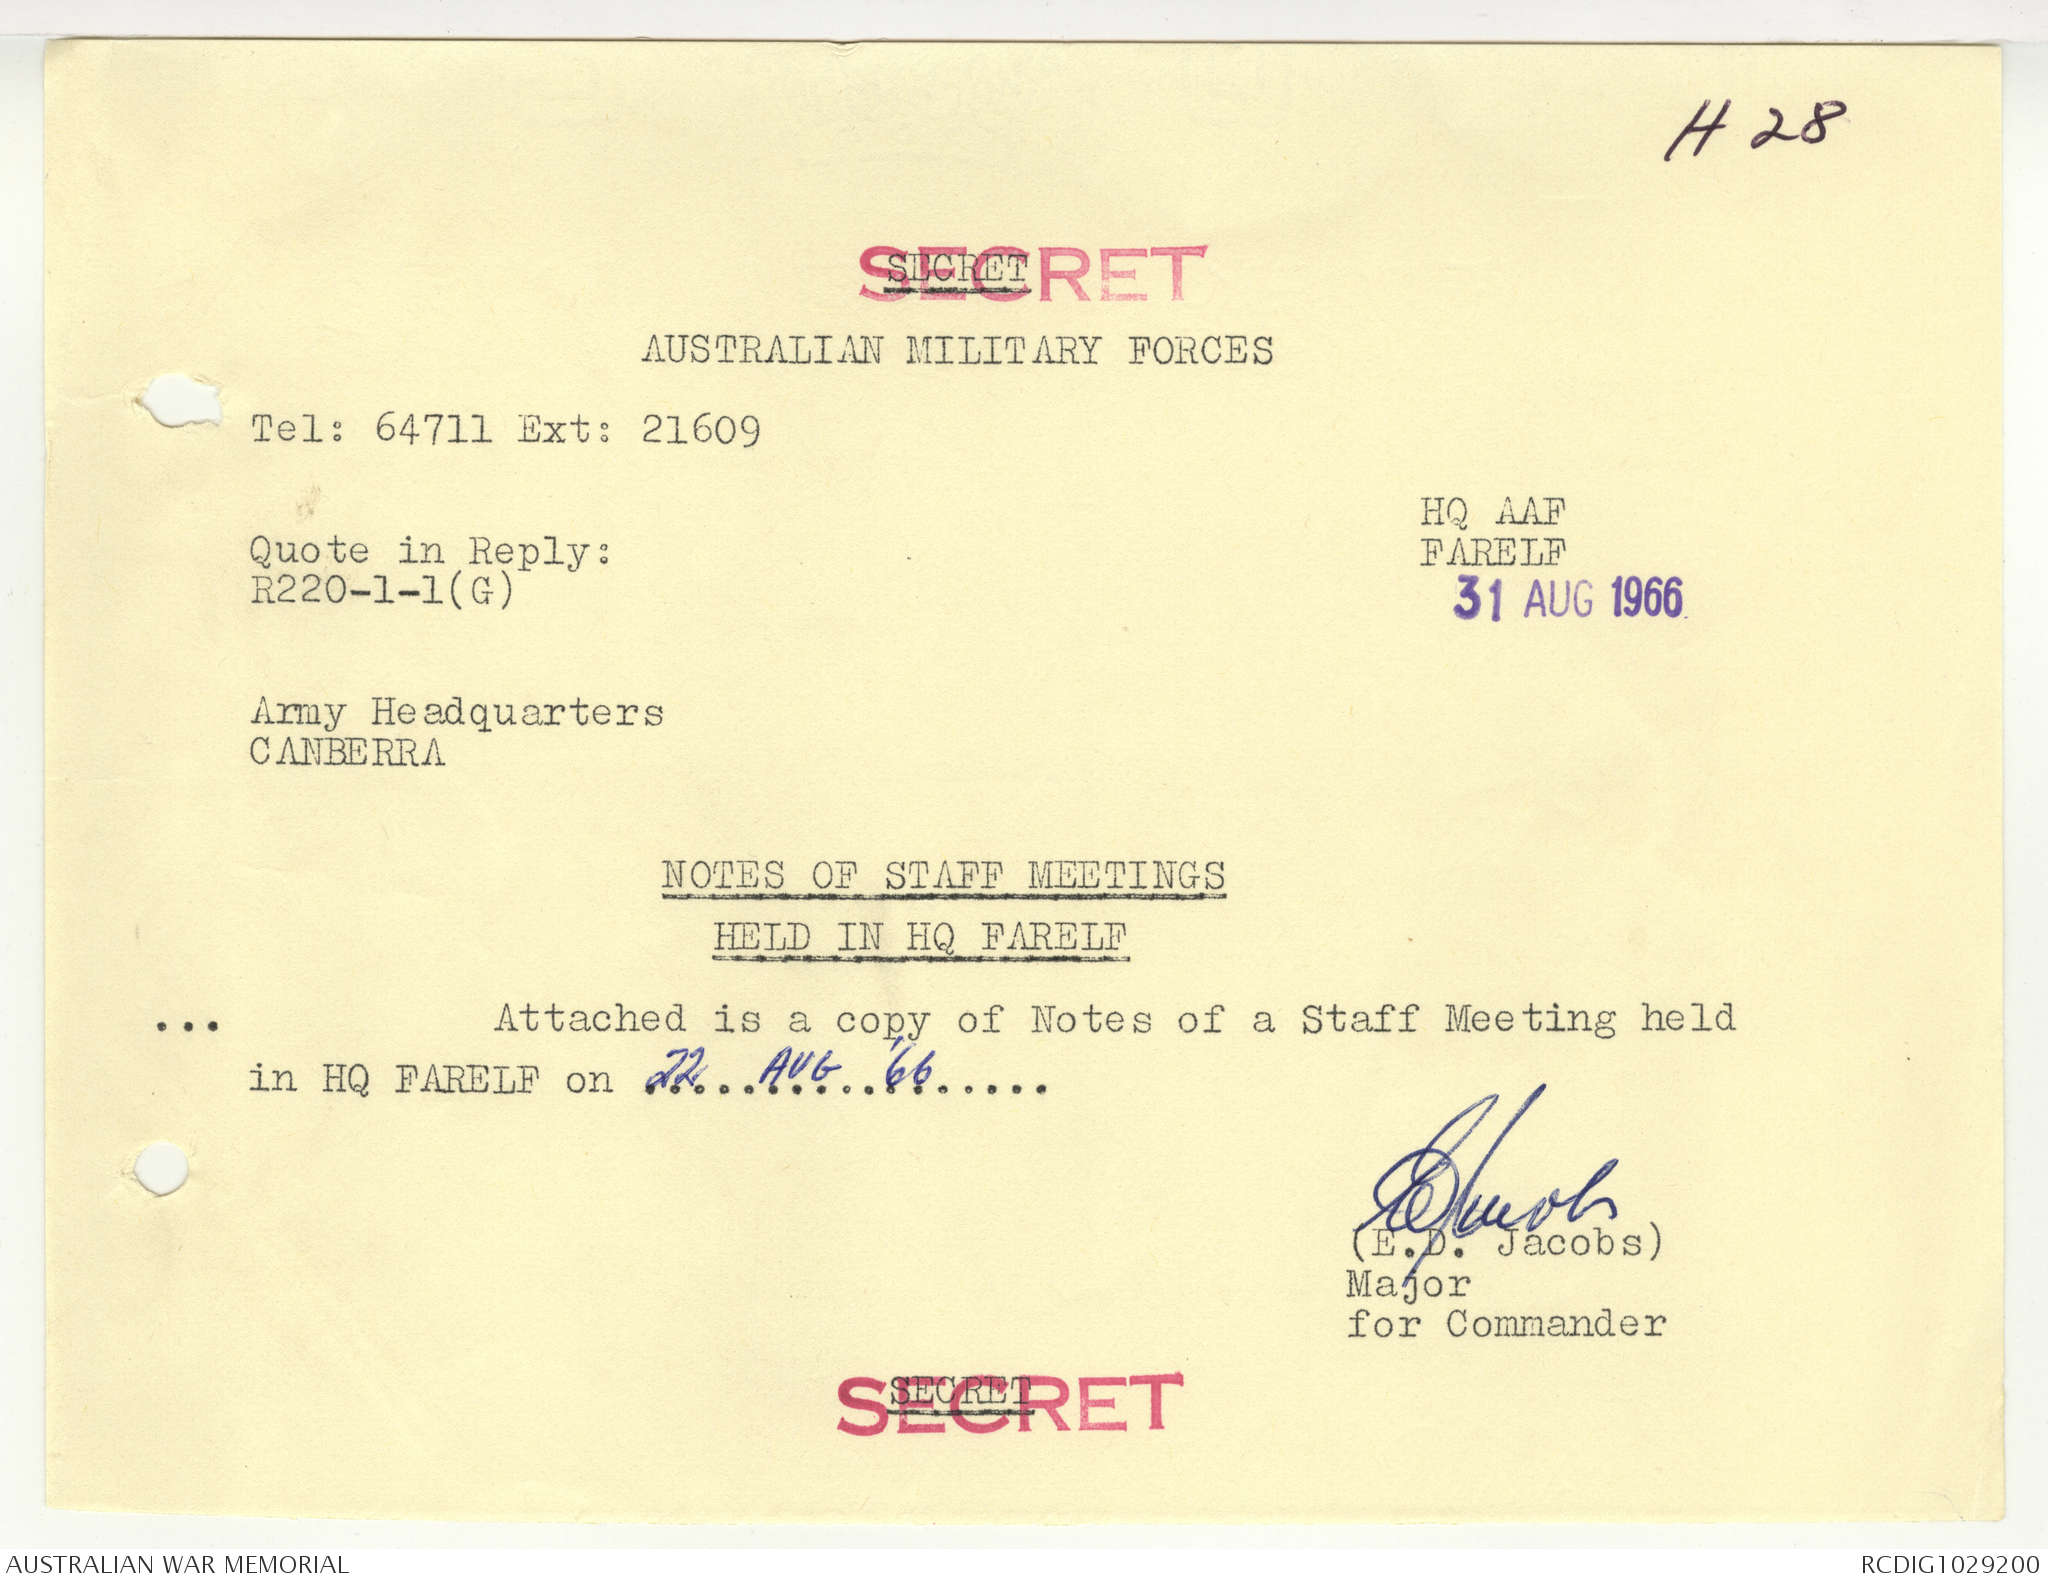 H 28
SECRET
SECRET
AUSTRALIAN MILITARY FORCES
Tel: 64711 Ext: 21609
HQ AAF
FARELF
31 AUG 1966
Quote in Reply:
R220-1-1(G)
Army Headquarters
CANBERRA
NOTES OF STAFF MEETINGS
HELD IN HQ FARELF
... Attached is a copy of Notes of a Staff Meeting held
in HQ FARELF on 22 AUG '66
EDJacobs
(E.D. Jacobs)
Major
for Commander
SECRET
SECRET
AUSTRALIAN WAR MEMORIAL
RCDIG1029200